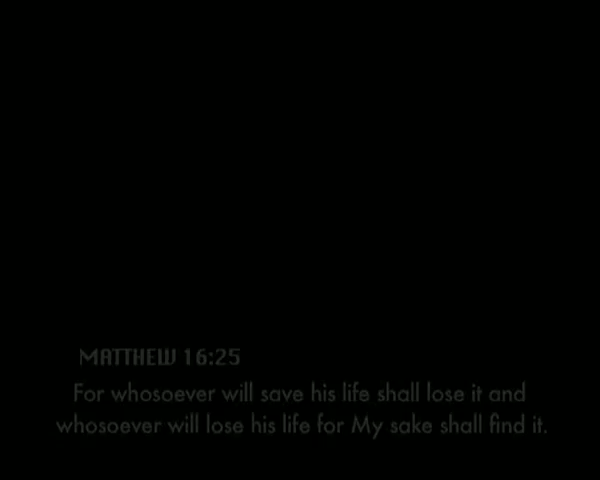 MATTHEW 16:25
For whosoever will save his life shall lose it and
whosoever will lose his life for My sake shall find it.